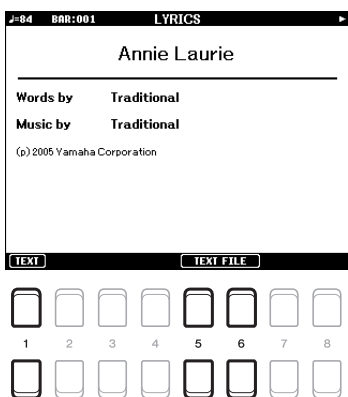 ♩=84 BAR:001 LYRICS ►
Annie Laurie
Words by Traditional
Music by Traditional
(p) 2005 Yamaha Corporation
TEXT TEXT FILE
1 2 3 4 5 6 7 8